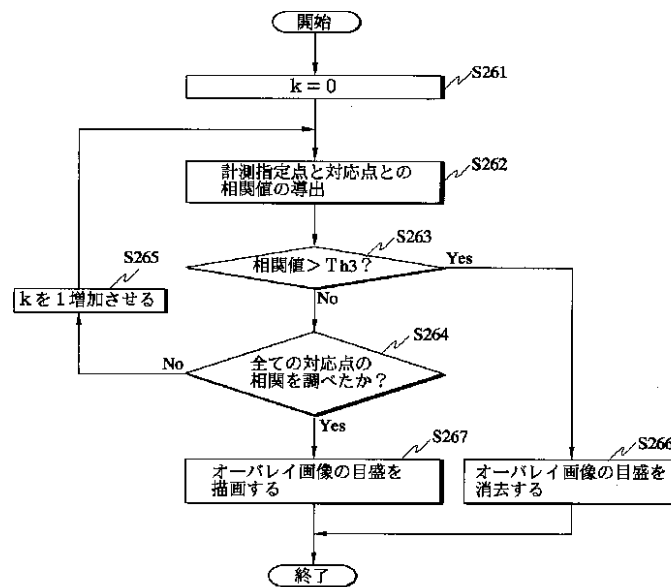 開始
S261
k = 0
S262
計測指定点と対応点との
相関値の導出
S263
相関値＞Th3？
Yes
No
S265
kを1増加させる
S264
全ての対応点の
相関を調べたか？
No
Yes
S267
オーバレイ画像の目盛を
描画する
S266
オーバレイ画像の目盛を
消去する
終了